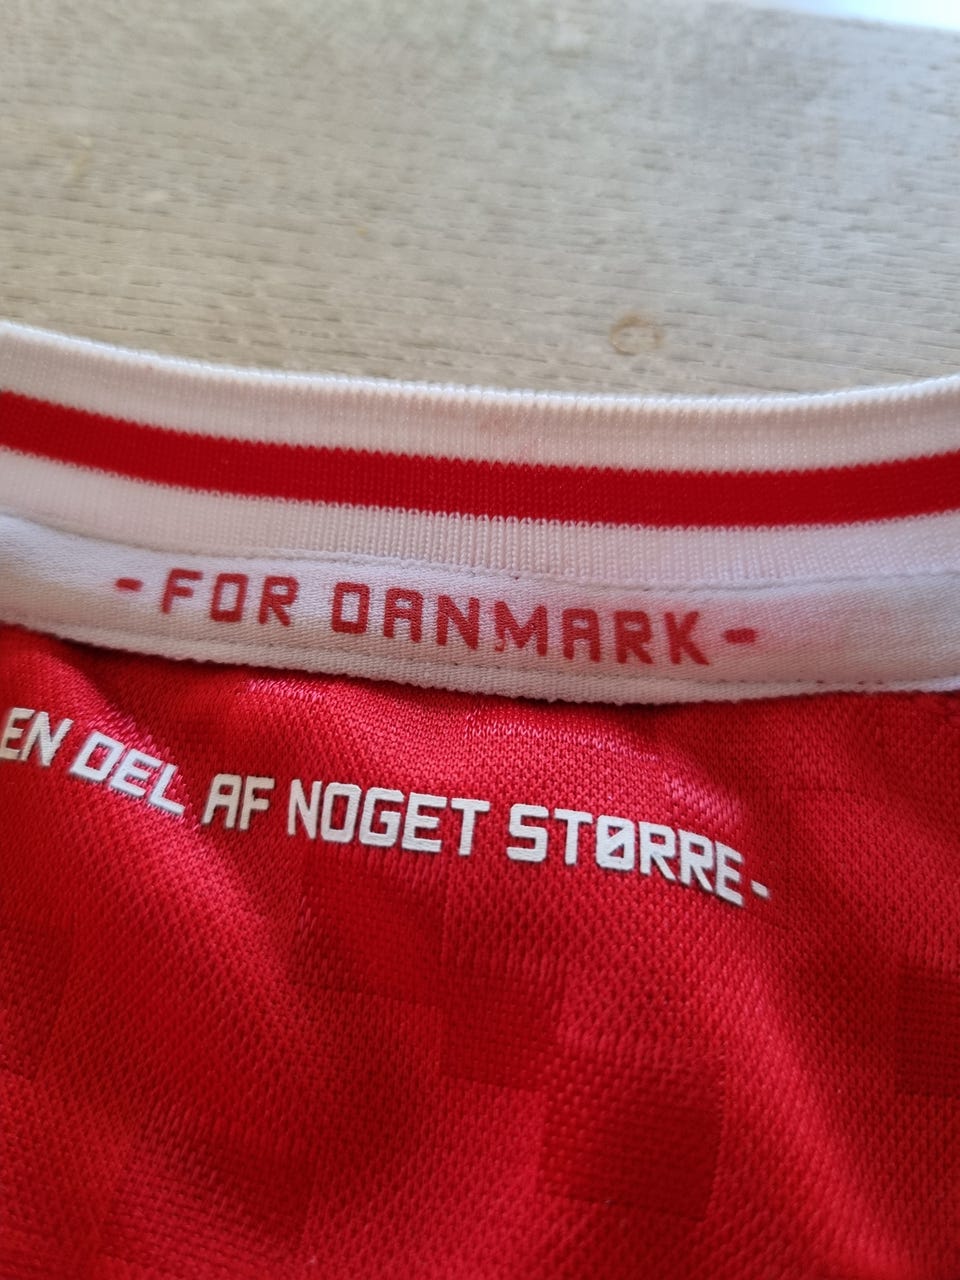 -FOR DANMARK-
EN DEL AF NOGET STØRRE-